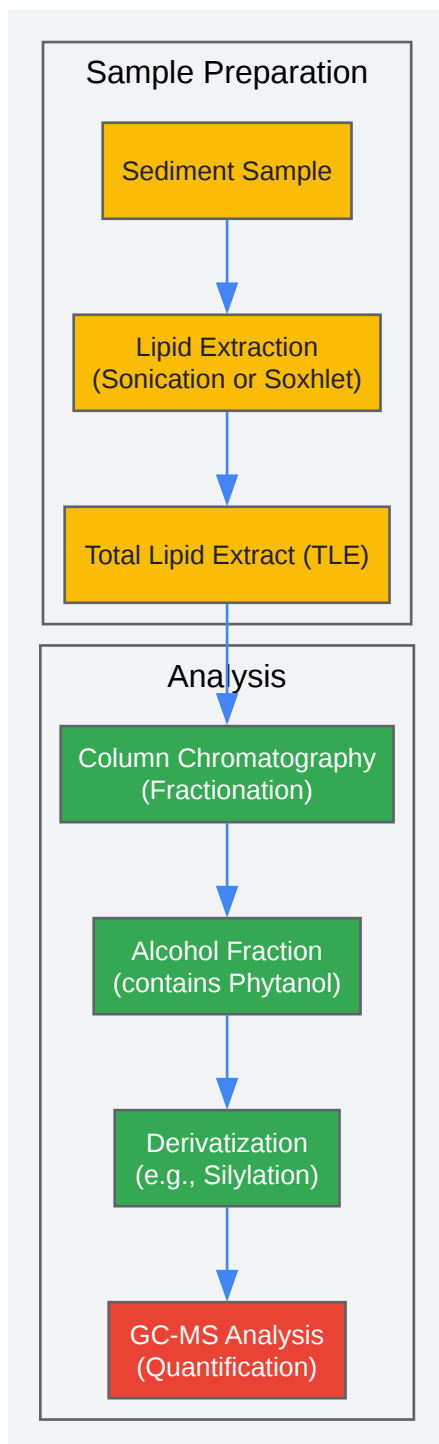 Sample Preparation
Sediment Sample
Lipid Extraction
(Sonication or Soxhlet)
Total Lipid Extract (TLE)
Analysis
Column Chromatography
(Fractionation)
Alcohol Fraction
(contains Phytanol)
Derivatization
(e.g., Silylation)
GC-MS Analysis
(Quantification)